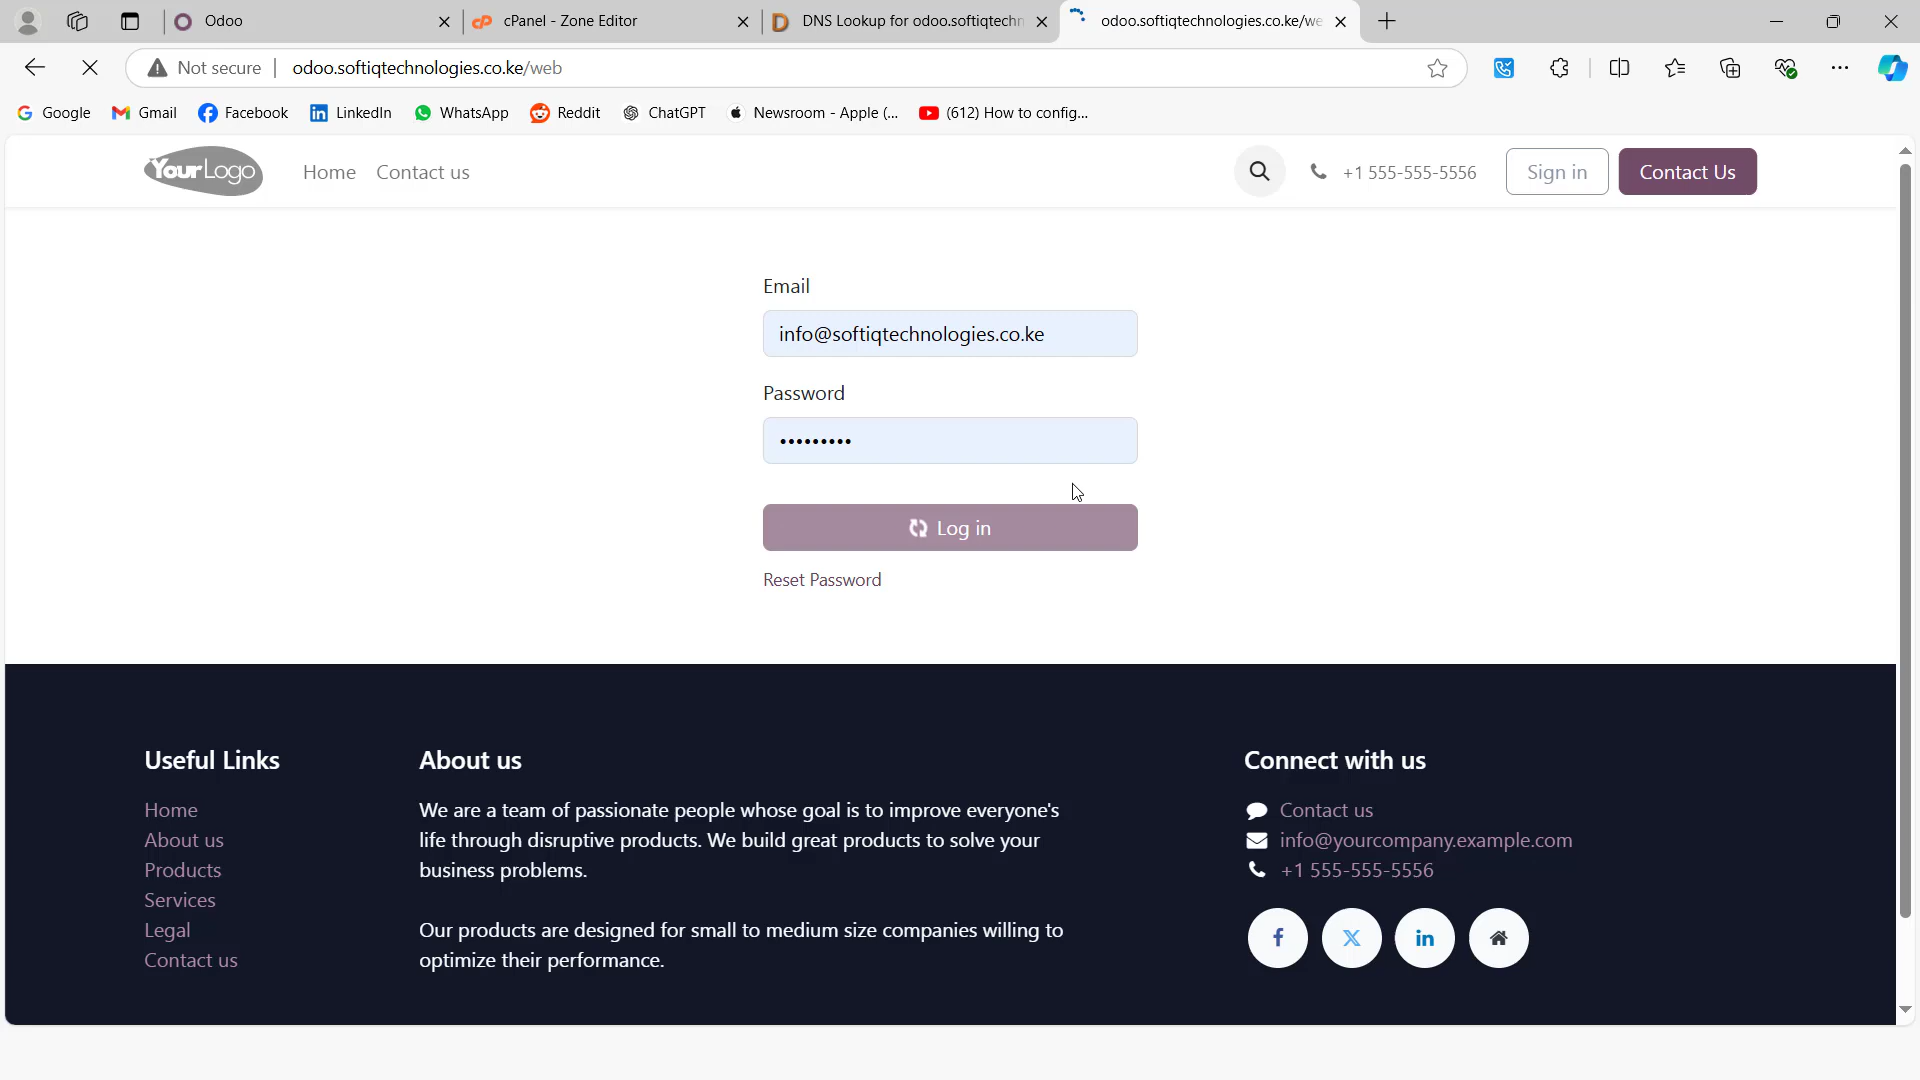 Odoo
cPanel - Zone Editor
DNS Lookup for odoo.softiqtechn
odoo.softiqtechnologies.co.ke/we
Not secure
odoo.softiqtechnologies.co.ke/web
Google
Gmail
Facebook
LinkedIn
WhatsApp
Reddit
ChatGPT
Newsroom - Apple (...
(612) How to config...
YourLogo
Home
Contact us
+1 555-555-5556
Sign in
Contact Us
Email
info@softiqtechnologies.co.ke
Password
•••••••••
Log in
Reset Password
Useful Links
Home
About us
Products
Services
Legal
Contact us
About us
We are a team of passionate people whose goal is to improve everyone's
life through disruptive products. We build great products to solve your
business problems.
Our products are designed for small to medium size companies willing to
optimize their performance.
Connect with us
Contact us
info@yourcompany.example.com
+1 555-555-5556